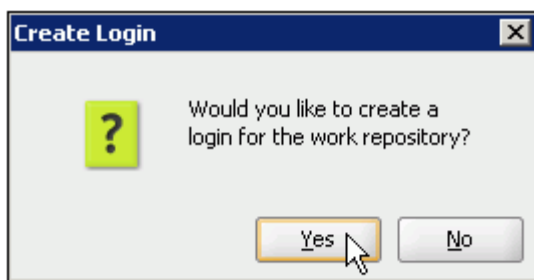 Create Login
?
Would you like to create a
login for the work repository?
Yes
No